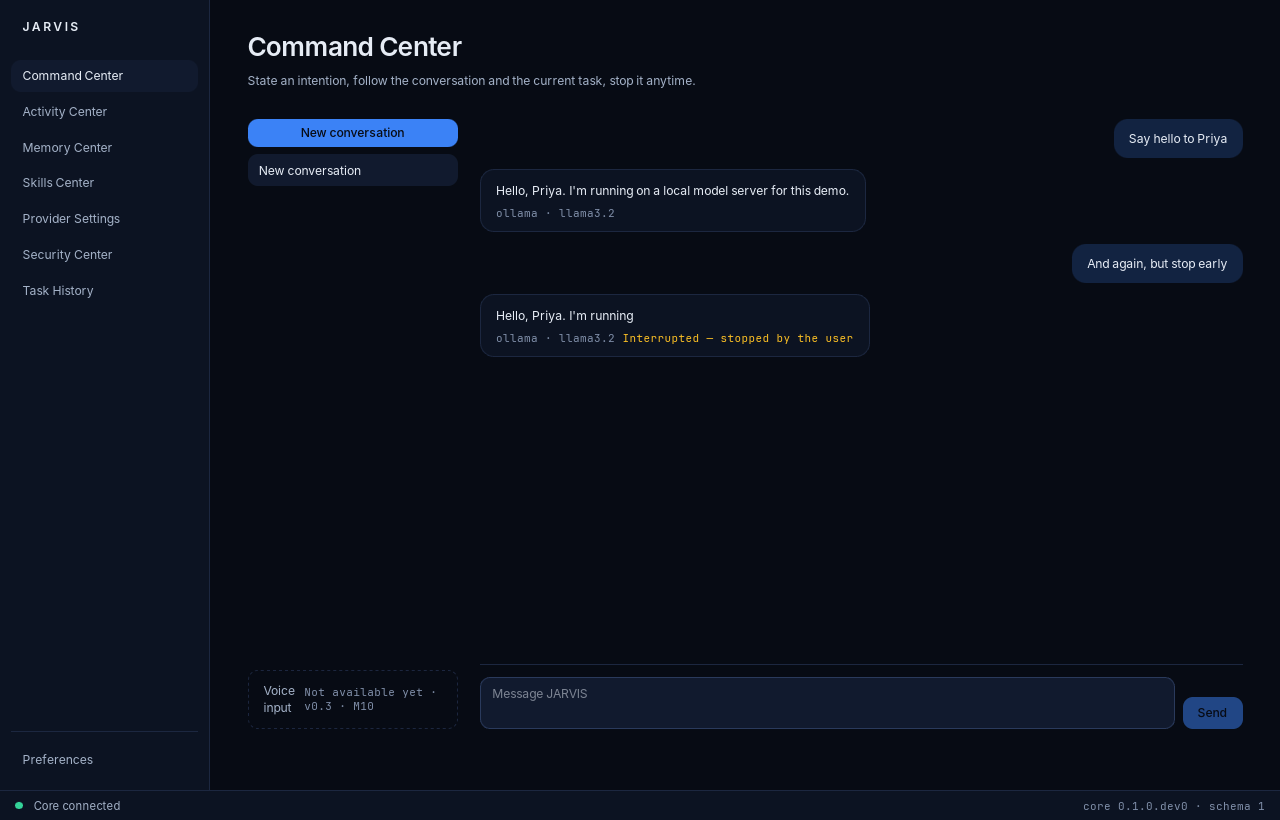 JARVIS
Command Center
Activity Center
Memory Center
Skills Center
Provider Settings
Security Center
Task History
Preferences
Command Center
State an intention, follow the conversation and the current task, stop it anytime.
New conversation
New conversation
Voice input
Not available yet ·
v0.3 · M10
Say hello to Priya
Hello, Priya. I'm running on a local model server for this demo.
ollama · llama3.2
And again, but stop early
Hello, Priya. I'm running
ollama · llama3.2 Interrupted — stopped by the user
Message JARVIS
Send
Core connected
core 0.1.0.dev0 · schema 1